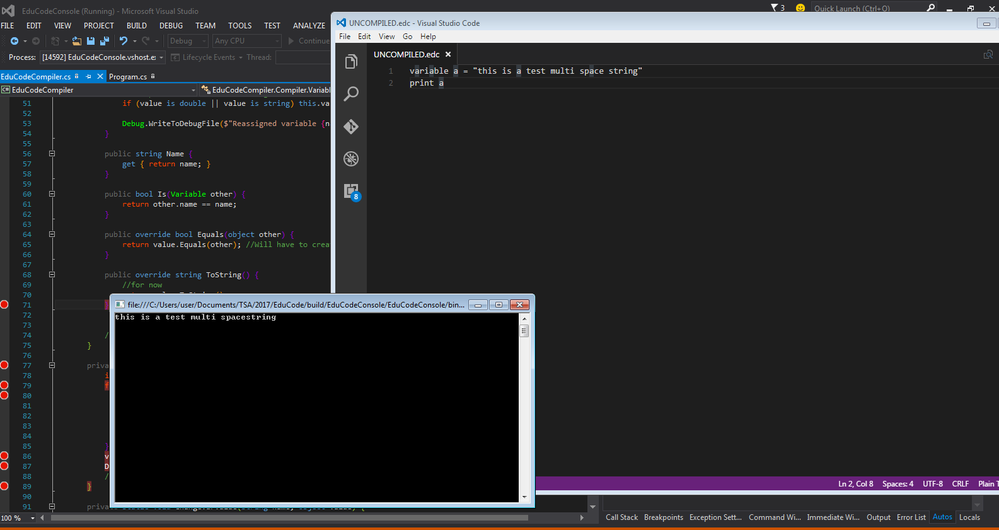 EduCodeConsole (Running) - Microsoft Visual Studio
3
Quick Launch (Ctrl+Q)
FILE EDIT VIEW PROJECT BUILD DEBUG TEAM TOOLS TEST ANALYZE
Debug Any CPU Continue
Process: [14592] EduCodeConsole.vshost.ex Lifecycle Events Thread:
EduCodeCompiler.cs Program.cs
C# EduCodeCompiler EduCodeCompiler.Compiler.Variabl
51 if (value is double || value is string) this.va
52
53 Debug.WriteToDebugFile($"Reassigned variable {n
54 }
55
56 public string Name {
57 get { return name; }
58 }
59
60 public bool Is(Variable other) {
61 return other.name == name;
62 }
63
64 public override bool Equals(object other) {
65 return value.Equals(other); //Will have to crea
66 }
67
68 public override string ToString() {
69 //for now
70
71
72
73
74 /
75 }
76
77 priva
78 i
79 f
80
81
82
83
84
85 }
86 v
87 D
88 /
89 }
90
91
100 %
UNCOMPILED.edc - Visual Studio Code
File Edit View Go Help
UNCOMPILED.edc
1 variable a = "this is a test multi space string"
2 print a
8
Ln 2, Col 8 Spaces: 4 UTF-8 CRLF Plain T
file:///C:/Users/user/Documents/TSA/2017/EduCode/build/EduCodeConsole/EduCodeConsole/bin...
this is a test multi spacestring
Call Stack Breakpoints Exception Sett... Command Wi... Immediate Wi... Output Error List Autos Locals